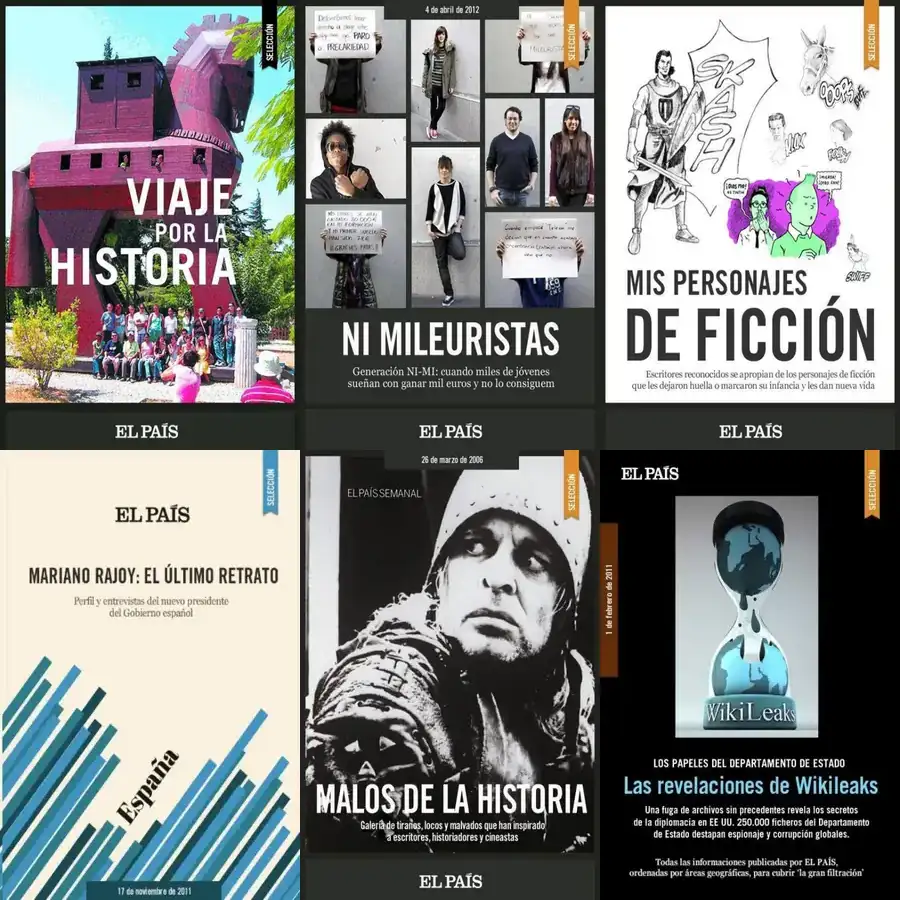 SELECCIÓN
VIAJE
POR LA
HISTORIA
EL PAÍS
4 de abril de 2012
SELECCIÓN
PARO
o PRECARIEDAD
NI MILEURISTAS
Generación NI-MI: cuando miles de jóvenes
sueñan con ganar mil euros y no lo consiguen
EL PAÍS
SELECCIÓN
SKASH
OOOPS
SNIFF
MIS PERSONAJES
DE FICCIÓN
Escritores reconocidos se apropian de los personajes de ficción
que les dejaron huella o marcaron su infancia y les dan nueva vida
EL PAÍS
SELECCIÓN
EL PAÍS
MARIANO RAJOY: EL ÚLTIMO RETRATO
Perfil y entrevistas del nuevo presidente
del Gobierno español
España
17 de noviembre de 2011
26 de marzo de 2006
SELECCIÓN
EL PAÍS SEMANAL
MALOS DE LA HISTORIA
Galería de tiranos, locos y malvados que han inspirado
a escritores, historiadores y cineastas
EL PAÍS
EL PAÍS
SELECCIÓN
1 de febrero de 2011
WikiLeaks
LOS PAPELES DEL DEPARTAMENTO DE ESTADO
Las revelaciones de Wikileaks
Una fuga de archivos sin precedentes revela los secretos
de la diplomacia en EE UU. 250.000 ficheros del Departamento
de Estado destapan espionaje y corrupción globales.
Todas las informaciones publicadas por EL PAÍS,
ordenadas por áreas geográficas, para cubrir 'la gran filtración'